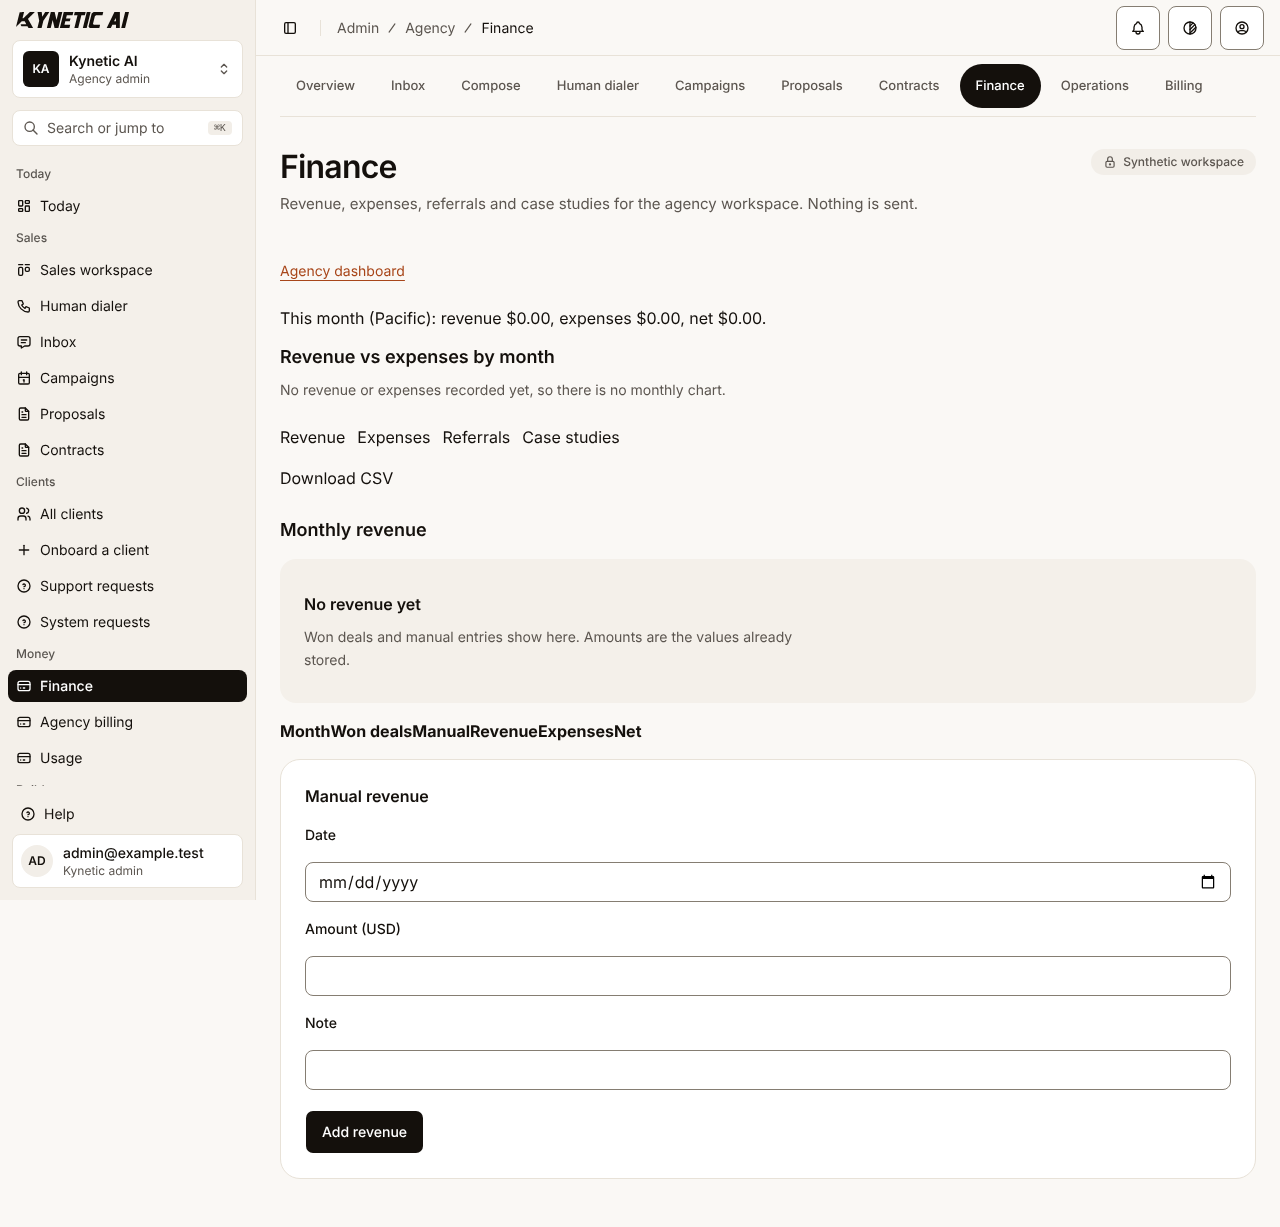 KYNETIC AI
KA
Kynetic AI
Agency admin
Search or jump to
⌘K
Today
Today
Sales
Sales workspace
Human dialer
Inbox
Campaigns
Proposals
Contracts
Clients
All clients
Onboard a client
Support requests
System requests
Money
Finance
Agency billing
Usage
Help
AD
admin@example.test
Kynetic admin
Admin / Agency / Finance
Overview Inbox Compose Human dialer Campaigns Proposals Contracts Finance Operations Billing
Finance
Synthetic workspace
Revenue, expenses, referrals and case studies for the agency workspace. Nothing is sent.
Agency dashboard
This month (Pacific): revenue $0.00, expenses $0.00, net $0.00.
Revenue vs expenses by month
No revenue or expenses recorded yet, so there is no monthly chart.
Revenue Expenses Referrals Case studies
Download CSV
Monthly revenue
No revenue yet
Won deals and manual entries show here. Amounts are the values already
stored.
MonthWon dealsManualRevenueExpensesNet
Manual revenue
Date
mm/dd/yyyy
Amount (USD)
Note
Add revenue